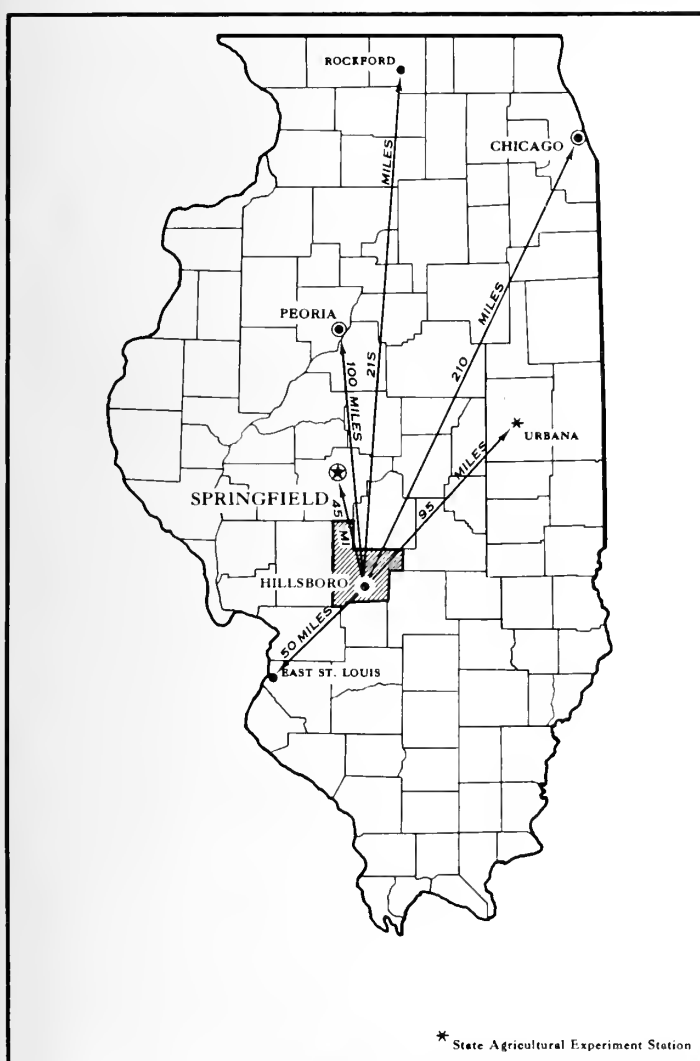 ROCKFORD
CHICAGO
MILES
MILES
210
PEORIA
215
100 MILES
URBANA
MILES
95
SPRINGFIELD
45 MI
HILLSBORO
50 MILES
EAST ST. LOUIS
* State Agricultural Experiment Station